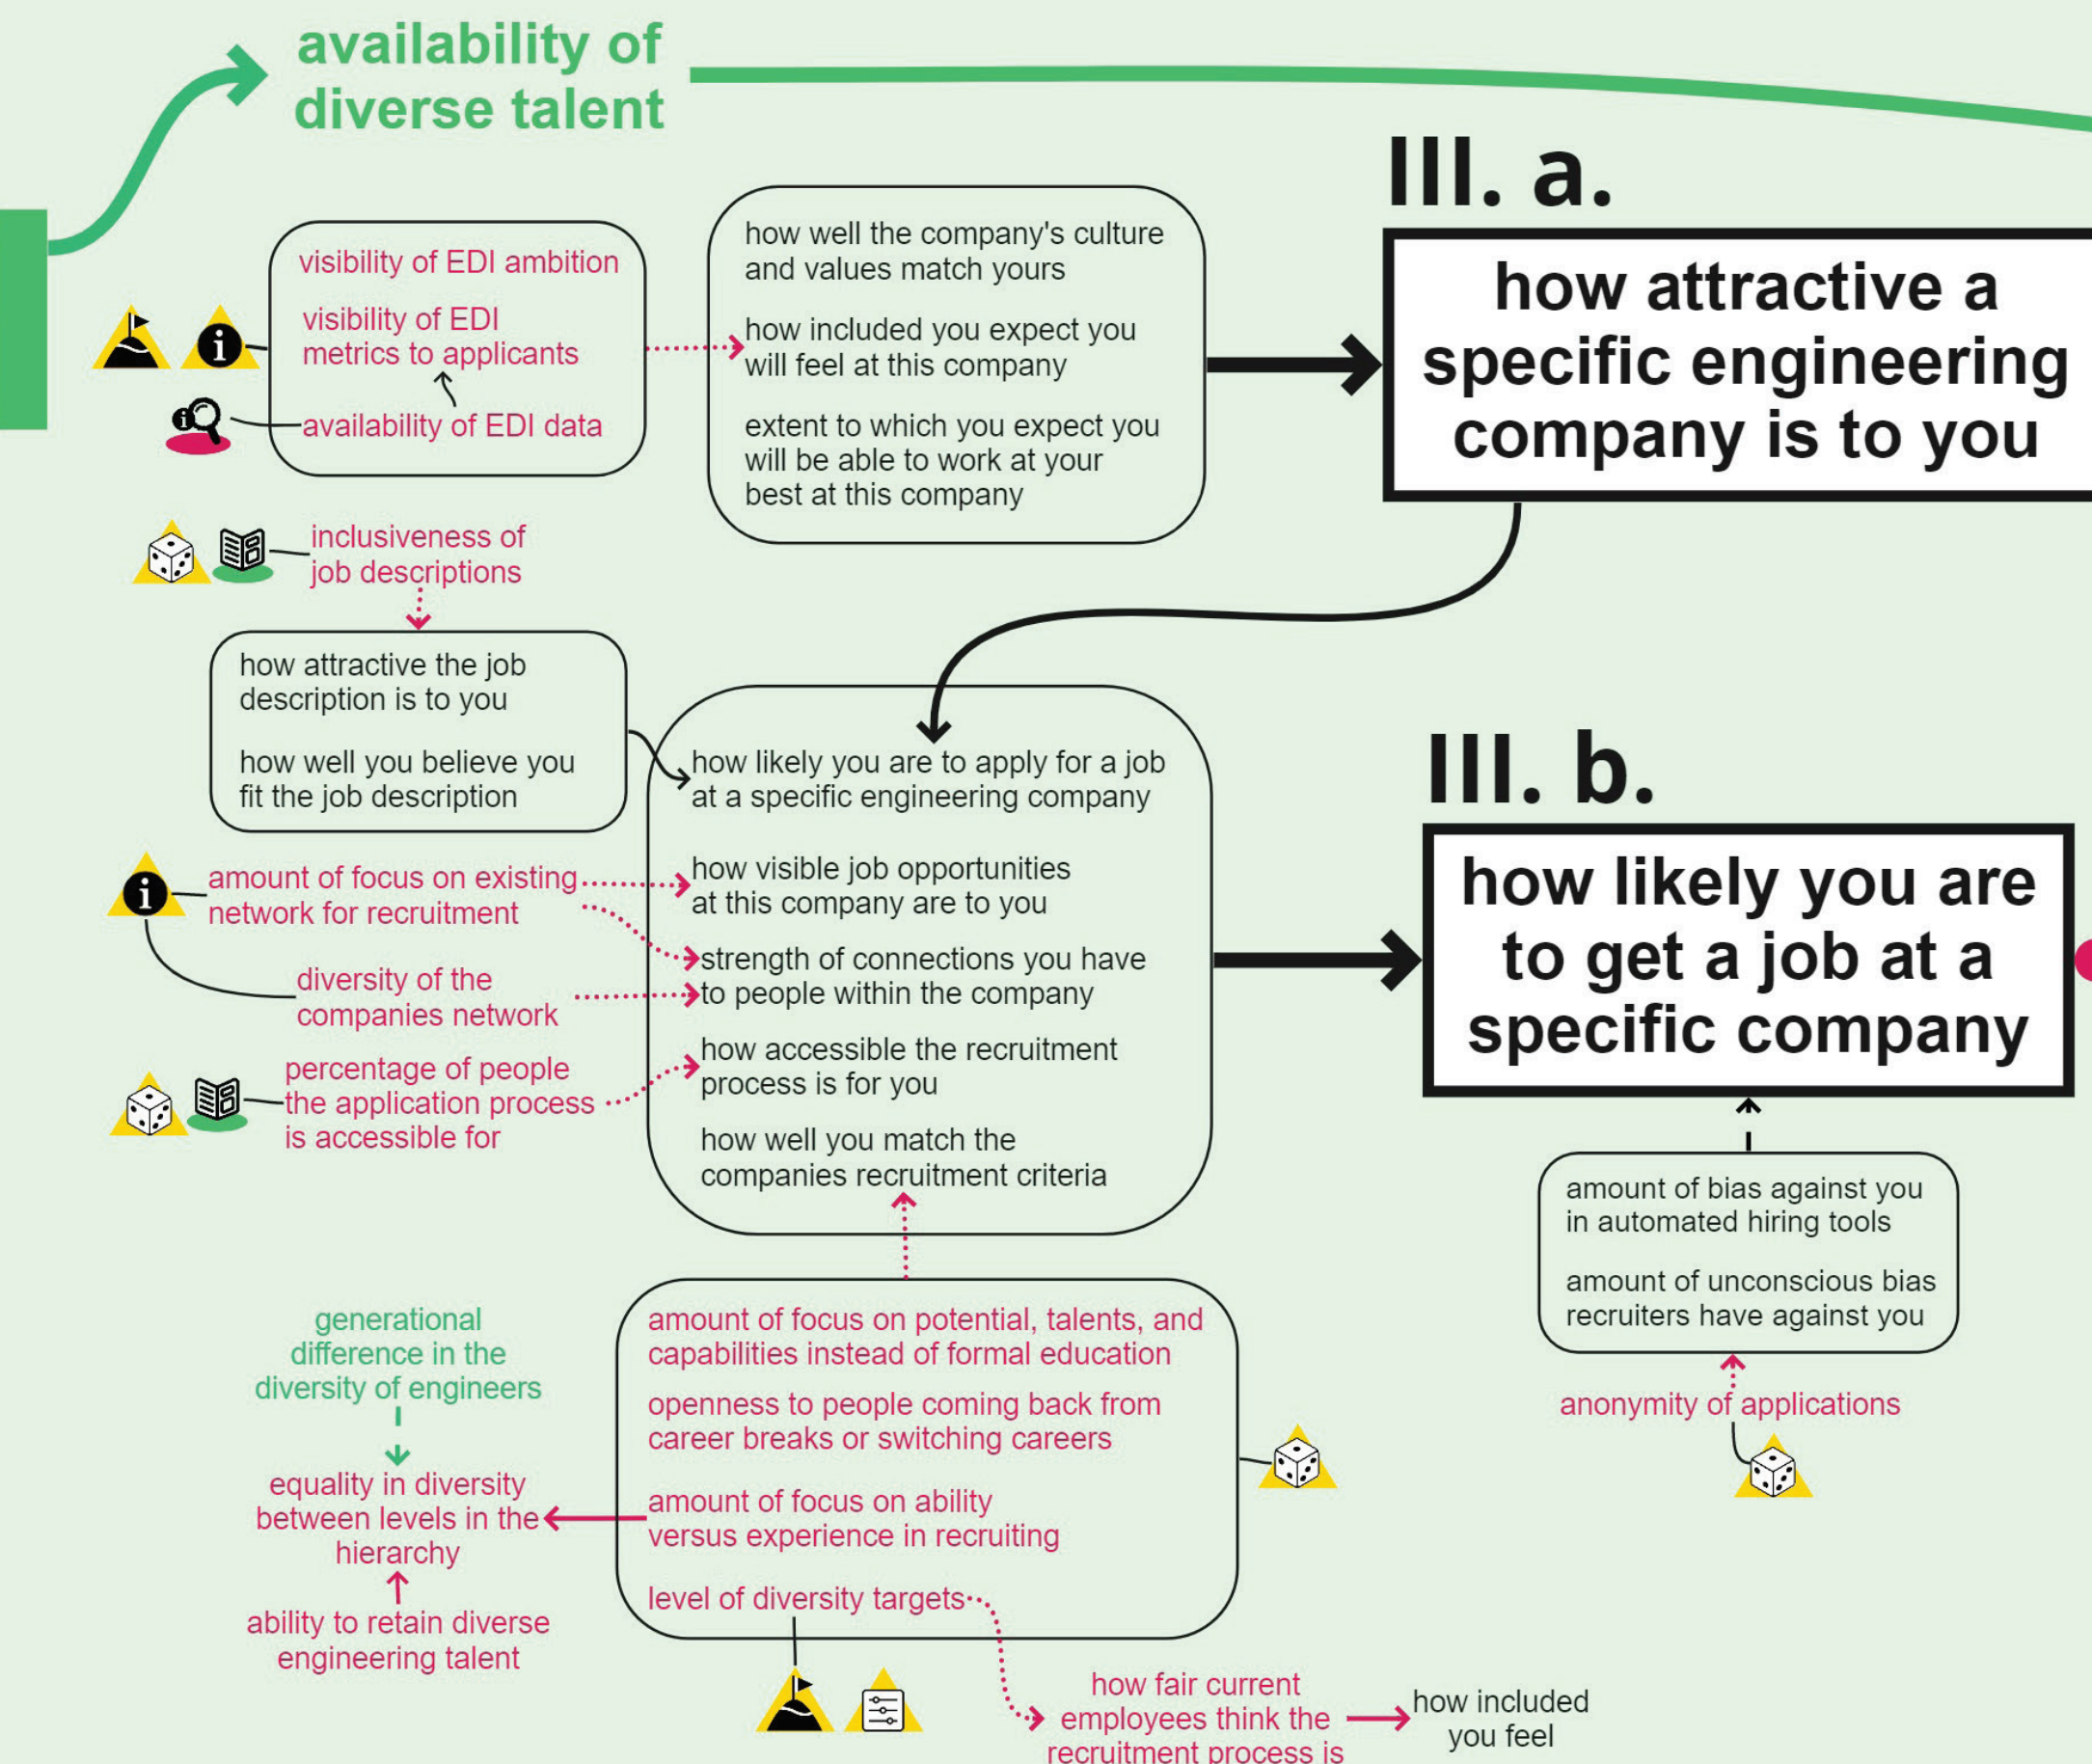 availability of
diverse talent
III. a.
how attractive a
specific engineering
company is to you
visibility of EDI ambition
visibility of EDI
metrics to applicants
availability of EDI data
how well the company's culture
and values match yours
how included you expect you
will feel at this company
extent to which you expect you
will be able to work at your
best at this company
inclusiveness of
job descriptions
how attractive the job
description is to you
how well you believe you
fit the job description
how likely you are to apply for a job
at a specific engineering company
how visible job opportunities
at this company are to you
strength of connections you have
to people within the company
how accessible the recruitment
process is for you
how well you match the
companies recruitment criteria
amount of focus on existing
network for recruitment
diversity of the
companies network
percentage of people
the application process
is accessible for
III. b.
how likely you are
to get a job at a
specific company
amount of bias against you
in automated hiring tools
amount of unconscious bias
recruiters have against you
anonymity of applications
generational
difference in the
diversity of engineers
equality in diversity
between levels in the
hierarchy
ability to retain diverse
engineering talent
amount of focus on potential, talents, and
capabilities instead of formal education
openness to people coming back from
career breaks or switching careers
amount of focus on ability
versus experience in recruiting
level of diversity targets
how fair current
employees think the
recruitment process is
how included
you feel